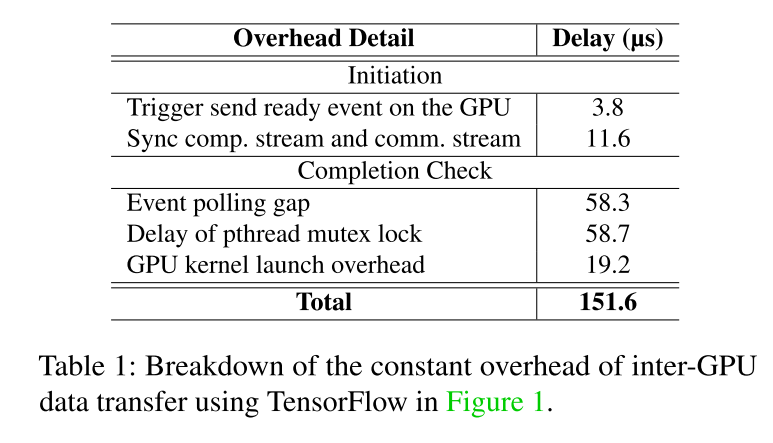 Overhead Detail Delay (µs)
Initiation
Trigger send ready event on the GPU 3.8
Sync comp. stream and comm. stream 11.6
Completion Check
Event polling gap 58.3
Delay of pthread mutex lock 58.7
GPU kernel launch overhead 19.2
Total 151.6
Table 1: Breakdown of the constant overhead of inter-GPU
data transfer using TensorFlow in Figure 1.